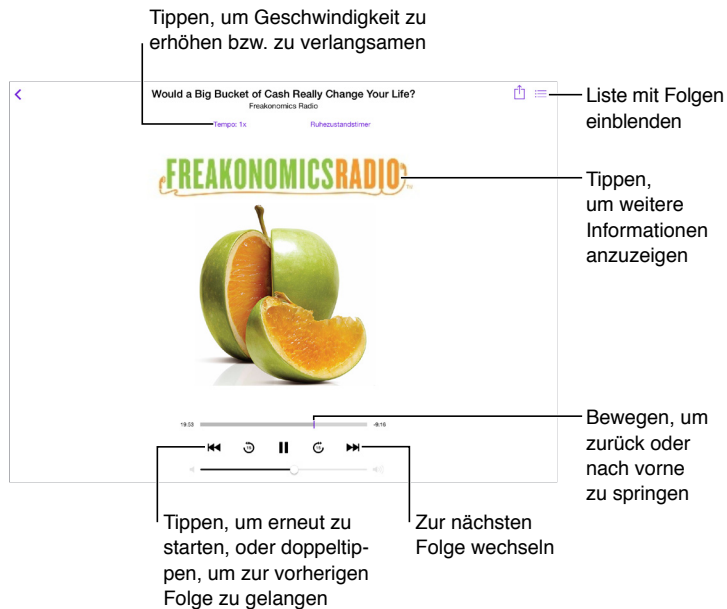 Tippen, um Geschwindigkeit zu
erhöhen bzw. zu verlangsamen
Would a Big Bucket of Cash Really Change Your Life?
Freakonomics Radio
Tempo: 1x
Ruhezustandstimer
Liste mit Folgen
einblenden
FREAKONOMICSRADIO
Tippen,
um weitere
Informationen
anzuzeigen
19:53
-9:16
15
15
Bewegen, um
zurück oder
nach vorne
zu springen
Tippen, um erneut zu
starten, oder doppeltip-
pen, um zur vorherigen
Folge zu gelangen
Zur nächsten
Folge wechseln